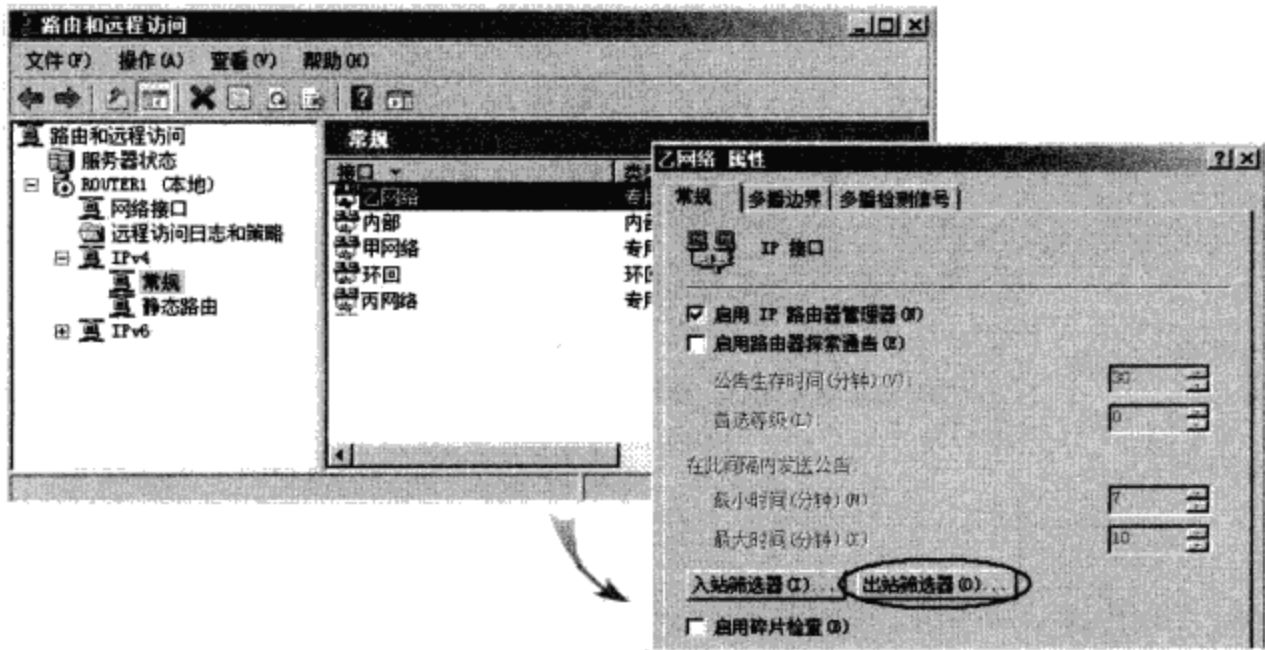 路由和远程访问
文件(F) 操作(A) 查看(V) 帮助(H)
路由和远程访问
服务器状态
ROUTER1 (本地)
网络接口
远程访问日志和策略
IPv4
常规
静态路由
IPv6
常规
接口
乙网络
内部
甲网络 专用
环回
丙网络 专用
乙网络 属性
常规 多播边界 多播检测信号
IP 接口
启用 IP 路由器管理器(N)
启用路由器探索通告(E)
公告生存时间(分钟)(V): 30
首选等级(L): 0
在此间隔内发送公告:
最小时间(分钟)(M) 7
最大时间(分钟)(X) 10
入站筛选器(I)... 出站筛选器(O)...
启用碎片检查(B)